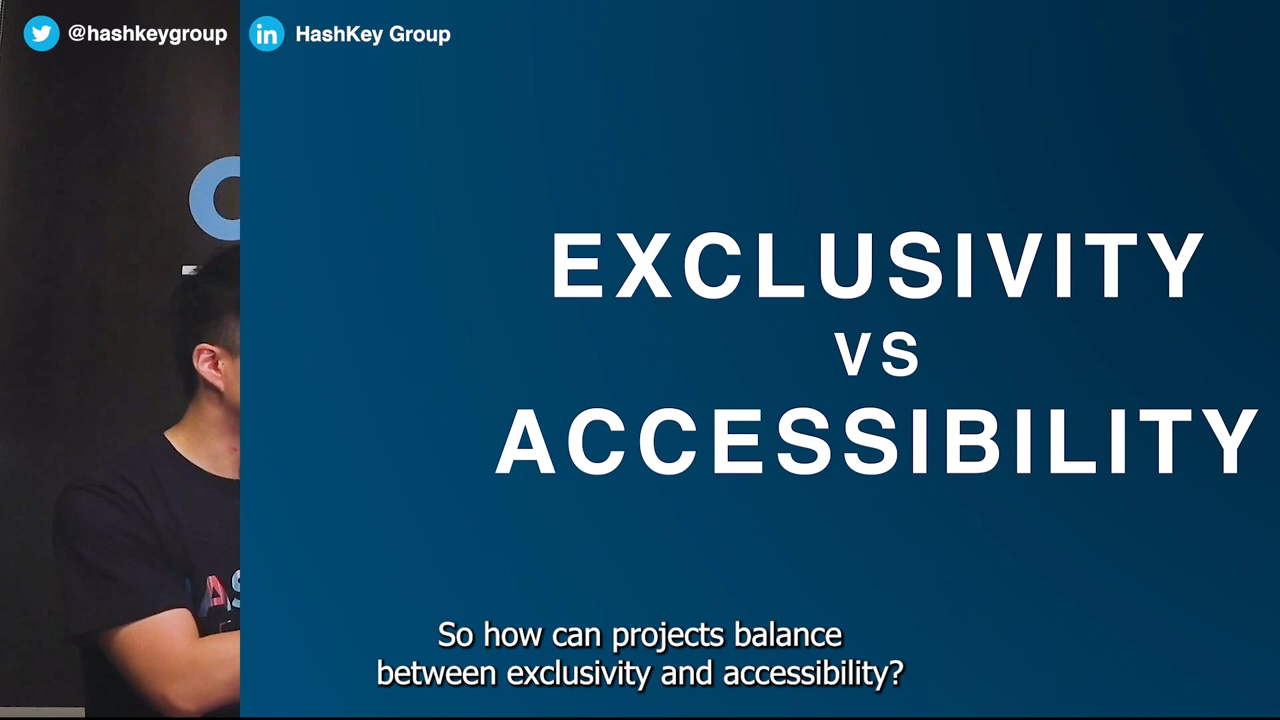 @hashkeygroup HashKey Group
EXCLUSIVITY
VS
ACCESSIBILITY
So how can projects balance
between exclusivity and accessibility?